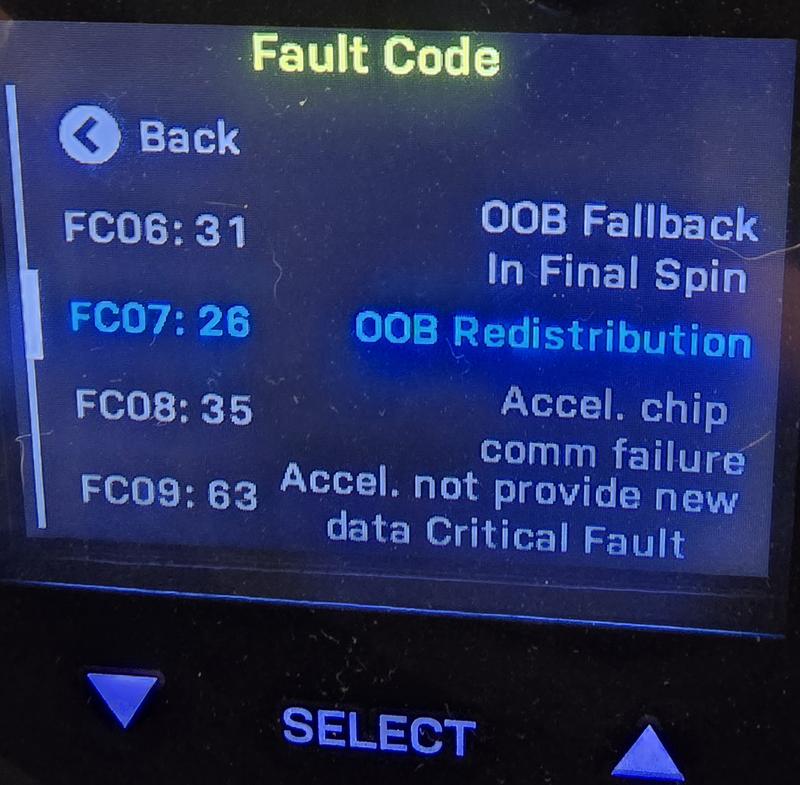 Fault Code
Back
FC06: 31 OOB Fallback
In Final Spin
FC07: 26 OOB Redistribution
FC08: 35 Accel. chip
comm failure
FC09: 63 Accel. not provide new
data Critical Fault
SELECT